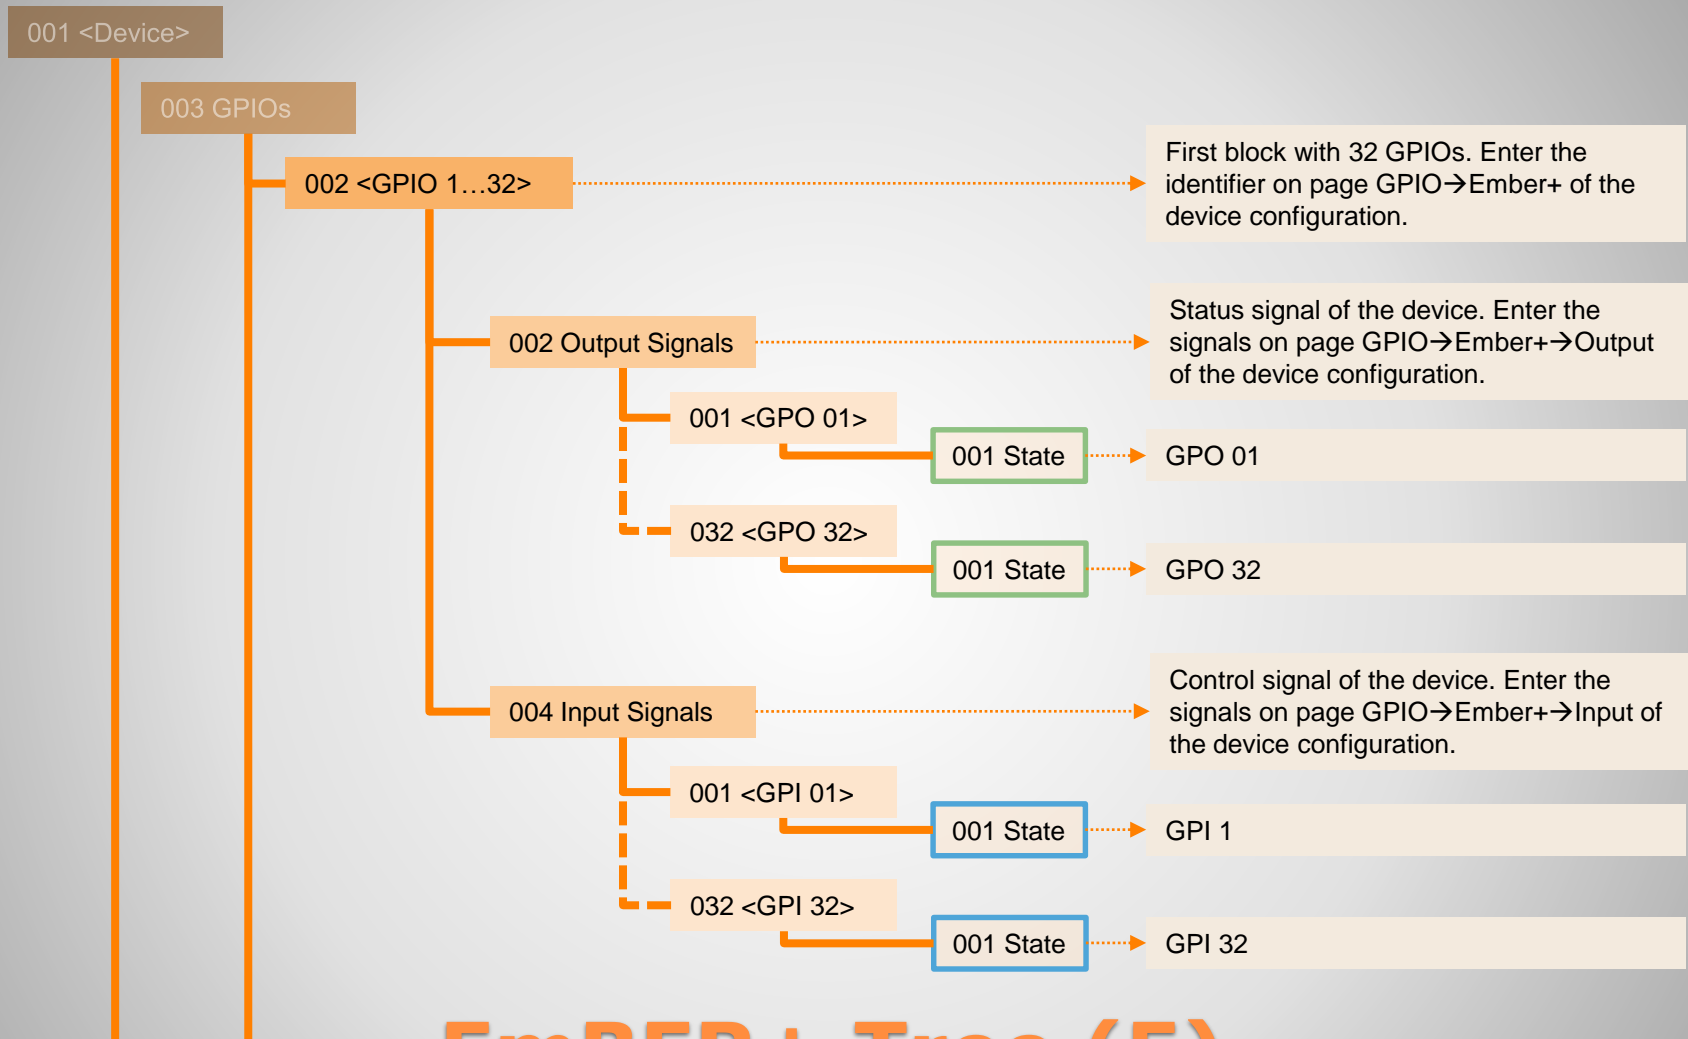 001 <Device>
003 GPIOs
002 <GPIO 1…32>
First block with 32 GPIOs. Enter the
identifier on page GPIO→Ember+ of the
device configuration.
002 Output Signals
Status signal of the device. Enter the
signals on page GPIO→Ember+→Output
of the device configuration.
001 <GPO 01>
001 State
GPO 01
032 <GPO 32>
001 State
GPO 32
004 Input Signals
Control signal of the device. Enter the
signals on page GPIO→Ember+→Input of
the device configuration.
001 <GPI 01>
001 State
GPI 1
032 <GPI 32>
001 State
GPI 32
EmBER+ Tree (5)